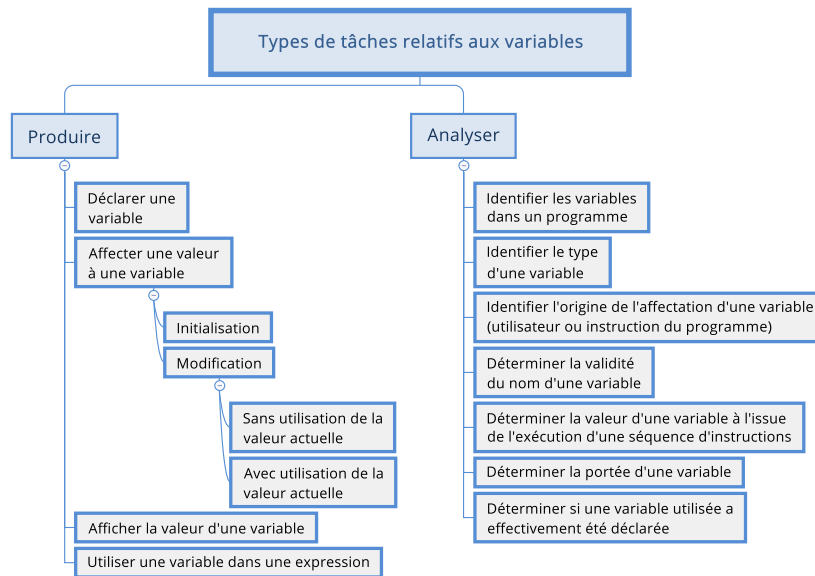 Types de tâches relatifs aux variables
Produire
Déclarer une
variable
Affecter une valeur
à une variable
Initialisation
Modification
Sans utilisation de la
valeur actuelle
Avec utilisation de la
valeur actuelle
Afficher la valeur d'une variable
Utiliser une variable dans une expression
Analyser
Identifier les variables
dans un programme
Identifier le type
d'une variable
Identifier l'origine de l'affectation d'une variable
(utilisateur ou instruction du programme)
Déterminer la validité
du nom d'une variable
Déterminer la valeur d'une variable à l'issue
de l'exécution d'une séquence d'instructions
Déterminer la portée d'une variable
Déterminer si une variable utilisée a
effectivement été déclarée